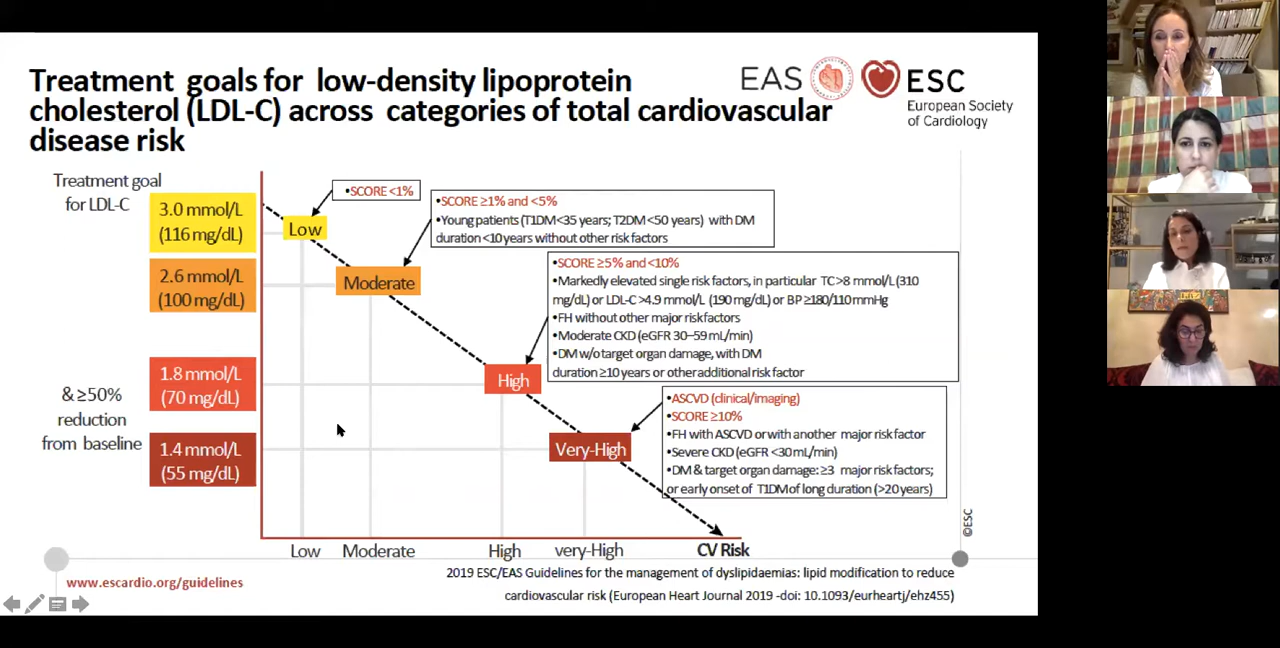 Treatment goals for low-density lipoprotein
cholesterol (LDL-C) across categories of total cardiovascular
disease risk
EAS
ESC
European Society
of Cardiology
Treatment goal
for LDL-C
3.0 mmol/L
(116 mg/dL)
2.6 mmol/L
(100 mg/dL)
1.8 mmol/L
(70 mg/dL)
1.4 mmol/L
(55 mg/dL)
& ≥50%
reduction
from baseline
Low
•SCORE <1%
Moderate
•SCORE ≥1% and <5%
•Young patients (T1DM <35 years; T2DM <50 years) with DM
duration <10 years without other risk factors
High
•SCORE ≥5% and <10%
•Markedly elevated single risk factors, in particular TC >8 mmol/L (310
mg/dL) or LDL-C >4.9 mmol/L (190 mg/dL) or BP ≥180/110 mmHg
•FH without other major risk factors
•Moderate CKD (eGFR 30–59 mL/min)
•DM w/o target organ damage, with DM
duration ≥10 years or other additional risk factor
Very-High
•ASCVD (clinical/imaging)
•SCORE ≥10%
•FH with ASCVD or with another major risk factor
•Severe CKD (eGFR <30 mL/min)
•DM & target organ damage: ≥3 major risk factors;
or early onset of T1DM of long duration (>20 years)
Low
Moderate
High
very-High
CV Risk
©ESC
www.escardio.org/guidelines
2019 ESC/EAS Guidelines for the management of dyslipidaemias: lipid modification to reduce
cardiovascular risk (European Heart Journal 2019 -doi: 10.1093/eurheartj/ehz455)